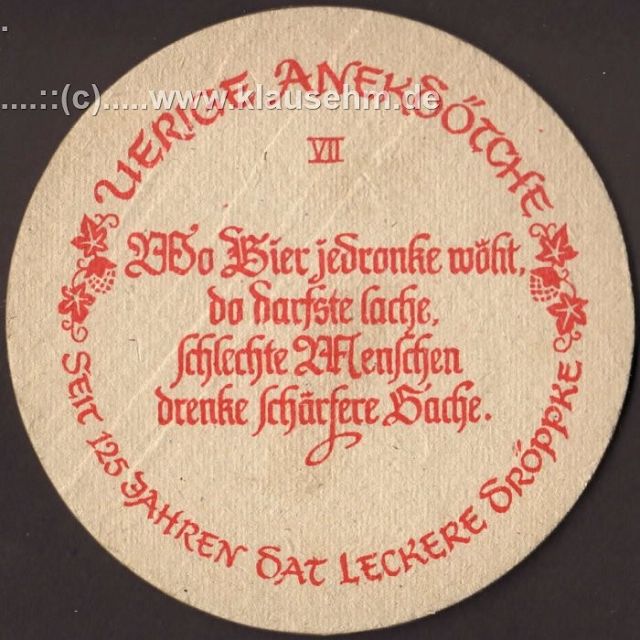 .....::(c).....www.klausehm.de
UERIGE ANEKSÖTCHE
VII
Wo Bier jedronke wöht,
do darfste lache,
schlechte Menschen
drenke schärfere Sache.
SEIT 125 JAHREN DAT LECKERE DRÖPPKE